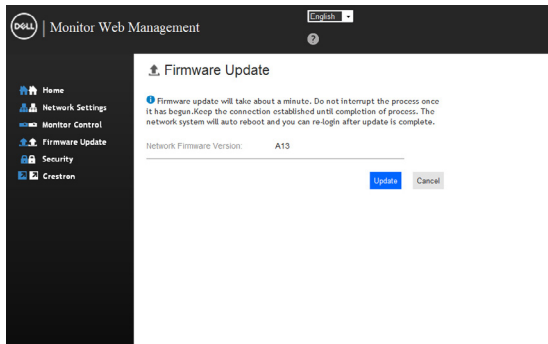 DELL | Monitor Web Management
English
?
Firmware Update
Home
Network Settings
Monitor Control
Firmware Update
Security
Crestron
Firmware update will take about a minute. Do not interrupt the process once
it has begun.Keep the connection established until completion of process. The
network system will auto reboot and you can re-login after update is complete.
Network Firmware Version: A13
Update Cancel